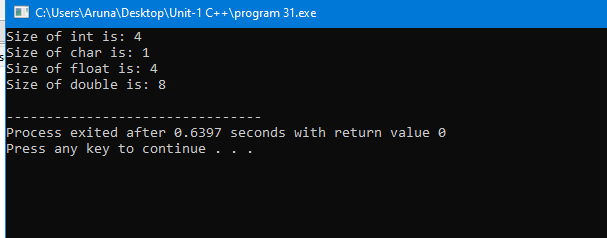 C:\Users\Aruna\Desktop\Unit-1 C++\program 31.exe
Size of int is: 4
Size of char is: 1
Size of float is: 4
Size of double is: 8
--------------------------------
Process exited after 0.6397 seconds with return value 0
Press any key to continue . . .